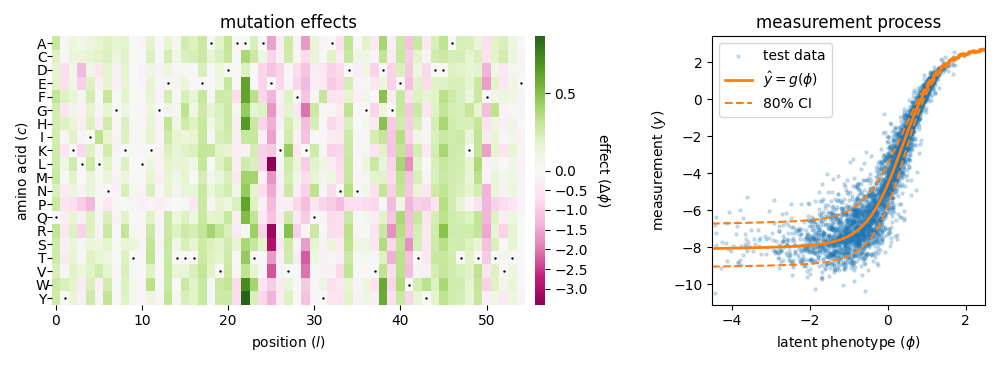 mutation effects
A
C
D
E
F
G
H
I
K
L
M
N
P
Q
R
S
T
V
W
Y
amino acid (c)
0
10
20
30
40
50
position (l)
0.5
0.0
−0.5
−1.0
−1.5
−2.0
−2.5
−3.0
effect (Δϕ)
measurement process
test data
ŷ = g(ϕ)
80% CI
2
0
−2
−4
−6
−8
−10
measurement (y)
−4
−2
0
2
latent phenotype (ϕ)